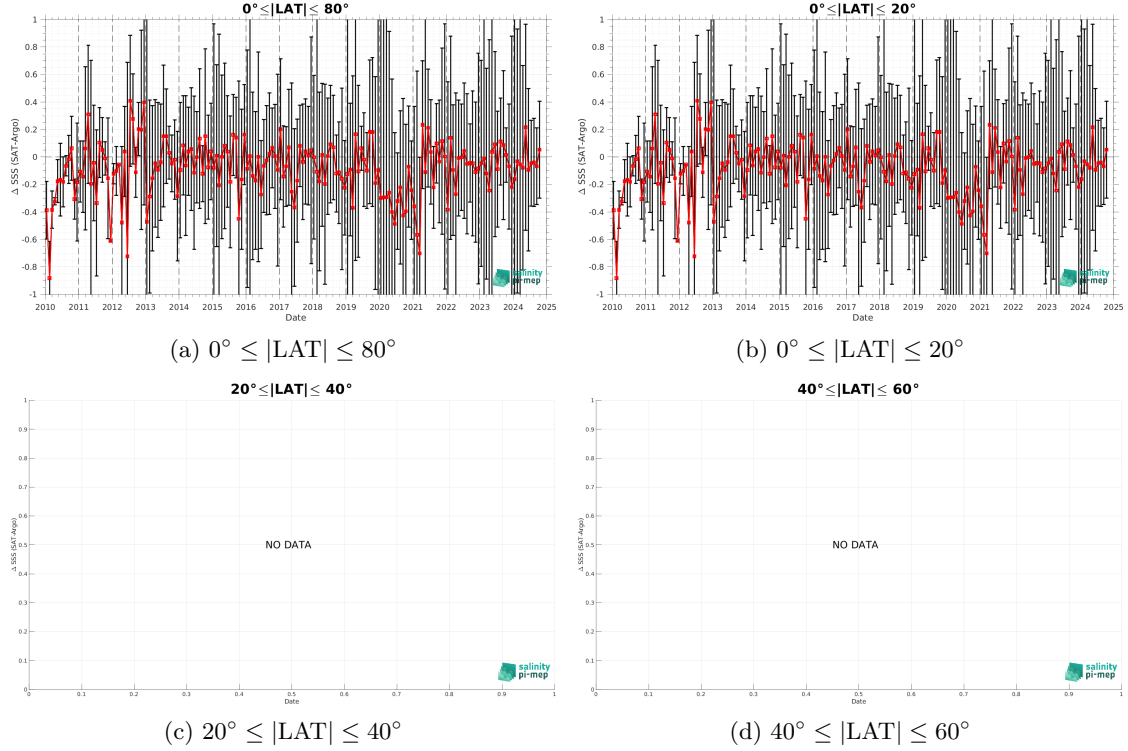 0°≤|LAT|≤ 80°
Δ SSS (SAT-Argo)
1
0.8
0.6
0.4
0.2
0
-0.2
-0.4
-0.6
-0.8
-1
2010 2011 2012 2013 2014 2015 2016 2017 2018 2019 2020 2021 2022 2023 2024 2025
Date
salinity
pi-mep
(a) 0° ≤ |LAT| ≤ 80°
0°≤|LAT|≤ 20°
Δ SSS (SAT-Argo)
1
0.8
0.6
0.4
0.2
0
-0.2
-0.4
-0.6
-0.8
-1
2010 2011 2012 2013 2014 2015 2016 2017 2018 2019 2020 2021 2022 2023 2024 2025
Date
salinity
pi-mep
(b) 0° ≤ |LAT| ≤ 20°
20°≤|LAT|≤ 40°
Δ SSS (SAT-Argo)
1
0.9
0.8
0.7
0.6
0.5
0.4
0.3
0.2
0.1
0
NO DATA
0 0.1 0.2 0.3 0.4 0.5 0.6 0.7 0.8 0.9 1
Date
salinity
pi-mep
(c) 20° ≤ |LAT| ≤ 40°
40°≤|LAT|≤ 60°
Δ SSS (SAT-Argo)
1
0.9
0.8
0.7
0.6
0.5
0.4
0.3
0.2
0.1
0
NO DATA
0 0.1 0.2 0.3 0.4 0.5 0.6 0.7 0.8 0.9 1
Date
salinity
pi-mep
(d) 40° ≤ |LAT| ≤ 60°